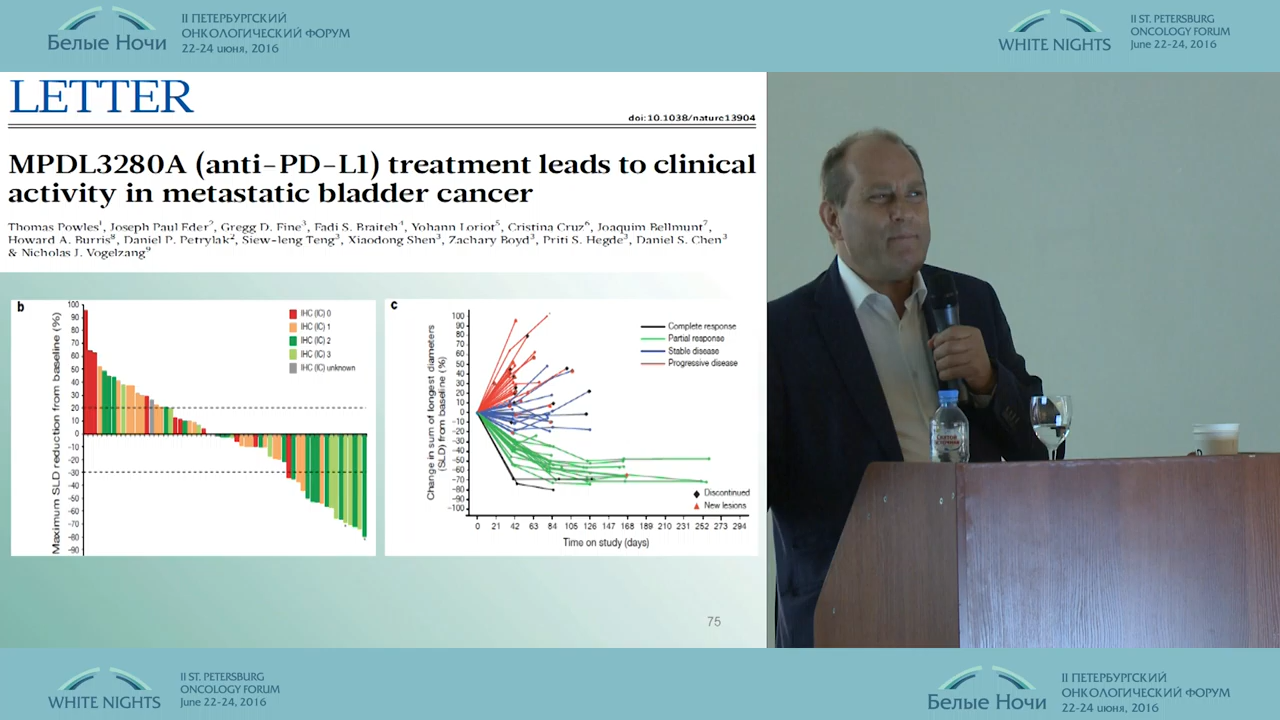 Белые Ночи
II ПЕТЕРБУРГСКИЙ
ОНКОЛОГИЧЕСКИЙ ФОРУМ
22-24 июня, 2016
WHITE NIGHTS
II ST. PETERSBURG
ONCOLOGY FORUM
June 22-24, 2016
LETTER
doi:10.1038/nature13904
MPDL3280A (anti-PD-L1) treatment leads to clinical
activity in metastatic bladder cancer
Thomas Powles1, Joseph Paul Eder2, Gregg D. Fine3, Fadi S. Braiteh4, Yohann Loriot5, Cristina Cruz6, Joaquim Bellmunt7,
Howard A. Burris8, Daniel P. Petrylak2, Siew-leng Teng3, Xiaodong Shen3, Zachary Boyd3, Priti S. Hegde3, Daniel S. Chen3
& Nicholas J. Vogelzang9
b
Maximum SLD reduction from baseline (%)
100
90
80
70
60
50
40
30
20
10
0
-10
-20
-30
-40
-50
-60
-70
-80
-90
IHC (IC) 0
IHC (IC) 1
IHC (IC) 2
IHC (IC) 3
IHC (IC) unknown
c
Change in sum of longest diameters
(SLD) from baseline (%)
100
90
80
70
60
50
40
30
20
10
0
-10
-20
-30
-40
-50
-60
-70
-80
-90
-100
Complete response
Partial response
Stable disease
Progressive disease
Discontinued
New lesions
0 21 42 63 84 105 126 147 168 189 210 231 252 273 294
Time on study (days)
75
WHITE NIGHTS
II ST. PETERSBURG
ONCOLOGY FORUM
June 22-24, 2016
Белые Ночи
II ПЕТЕРБУРГСКИЙ
ОНКОЛОГИЧЕСКИЙ ФОРУМ
22-24 июня, 2016